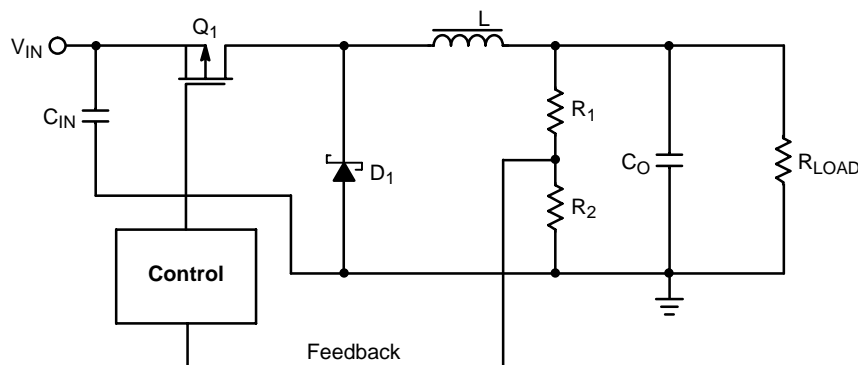 Q1
L
VIN
CIN
R1
D1
CO
RLOAD
R2
Control
Feedback